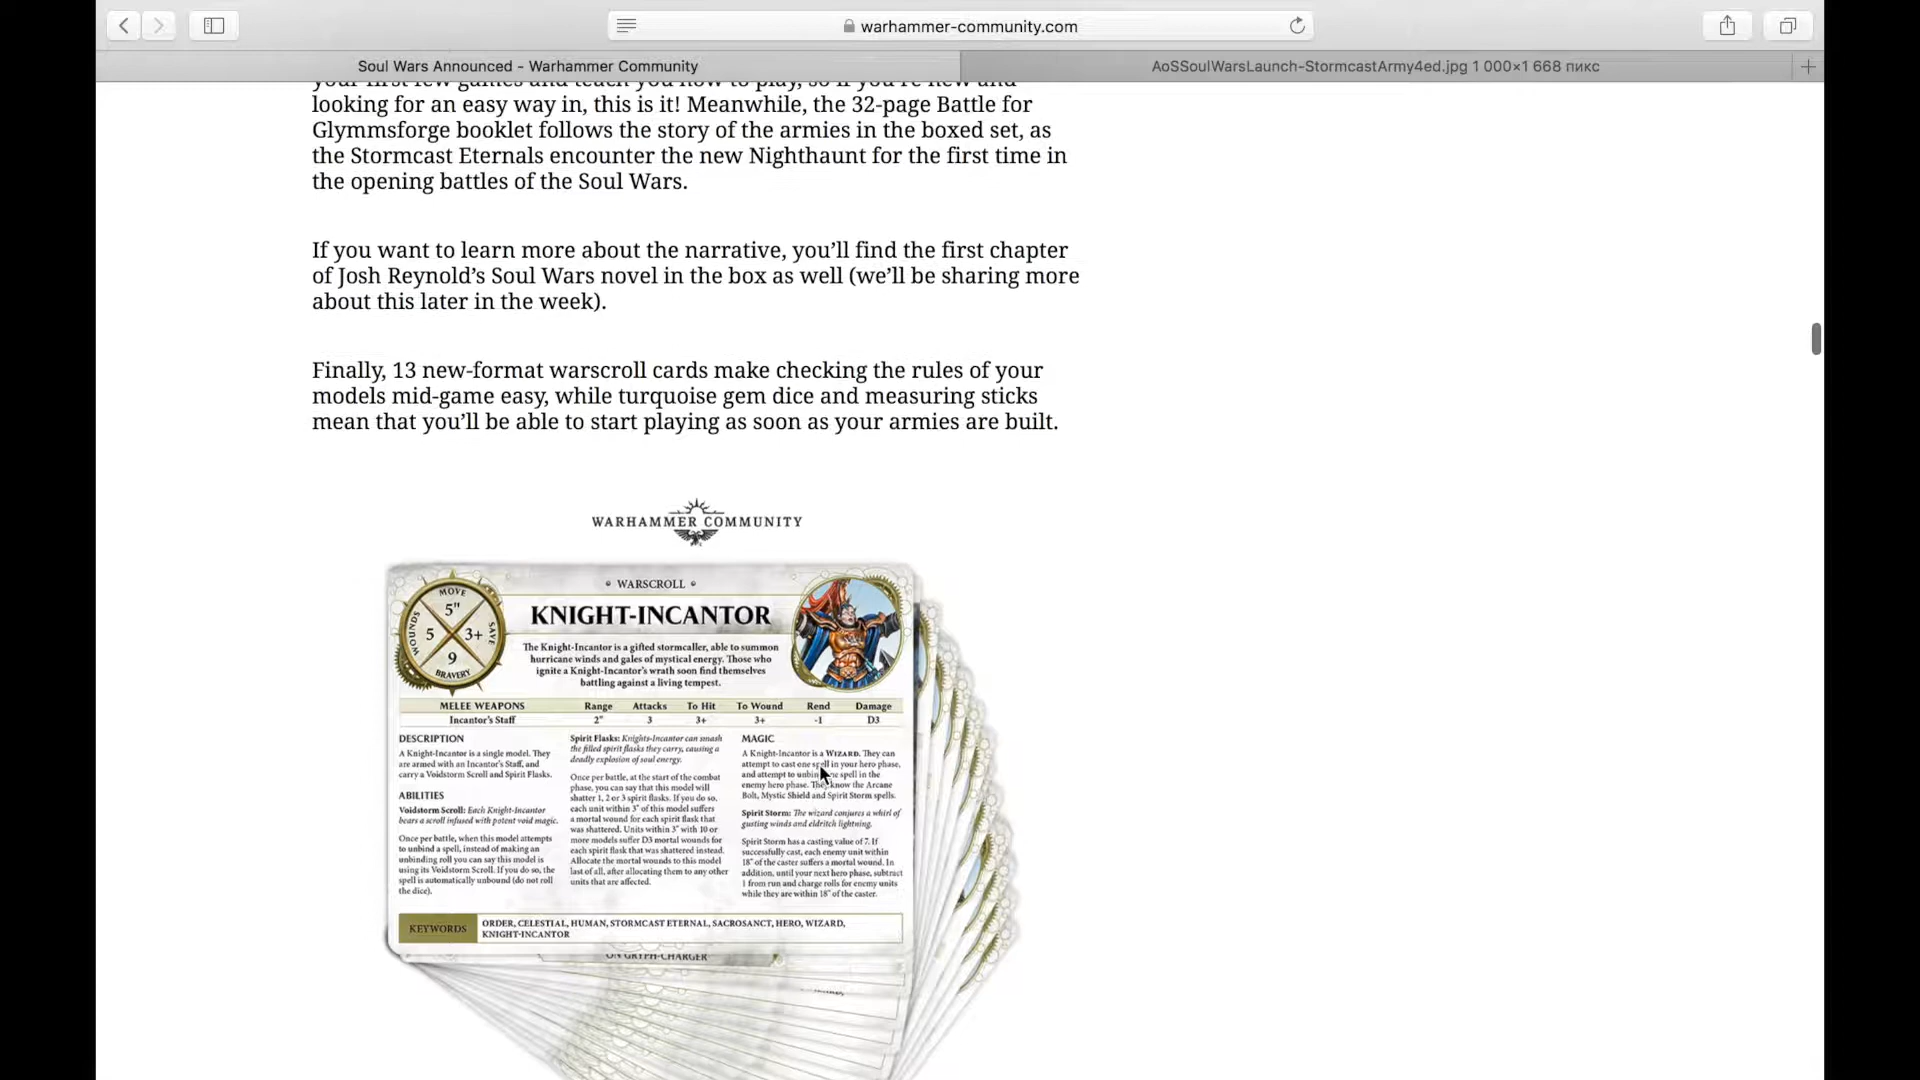 warhammer-community.com
Soul Wars Announced - Warhammer Community
AoSSoulWarsLaunch-StormcastArmy4ed.jpg 1 000×1 668 пикс
your first few games and teach you how to play, so if you're new and
looking for an easy way in, this is it! Meanwhile, the 32-page Battle for
Glymmsforge booklet follows the story of the armies in the boxed set, as
the Stormcast Eternals encounter the new Nighthaunt for the first time in
the opening battles of the Soul Wars.
If you want to learn more about the narrative, you'll find the first chapter
of Josh Reynold's Soul Wars novel in the box as well (we'll be sharing more
about this later in the week).
Finally, 13 new-format warscroll cards make checking the rules of your
models mid-game easy, while turquoise gem dice and measuring sticks
mean that you'll be able to start playing as soon as your armies are built.
WARHAMMER COMMUNITY
• WARSCROLL •
KNIGHT-INCANTOR
MOVE
5"
WOUNDS
5
3+
SAVE
9
BRAVERY
The Knight-Incantor is a gifted stormcaller, able to summon
hurricane winds and gales of mystical energy. Those who
ignite a Knight-Incantor's wrath soon find themselves
battling against a living tempest.
MELEE WEAPONS Range Attacks To Hit To Wound Rend Damage
Incantor's Staff 2" 3 3+ 3+ -1 D3
DESCRIPTION
A Knight-Incantor is a single model. They
are armed with an Incantor's Staff, and
carry a Voidstorm Scroll and Spirit Flasks.
ABILITIES
Voidstorm Scroll: Each Knight-Incantor
bears a scroll infused with potent void magic.
Once per battle, when this model attempts
to unbind a spell, instead of making an
unbinding roll you can say this model is
using its Voidstorm Scroll. If you do so, the
spell is automatically unbound (do not roll
the dice).
Spirit Flasks: Knights-Incantor can smash
the filled spirit flasks they carry, causing a
deadly explosion of soul energy.
Once per battle, at the start of the combat
phase, you can say that this model will
shatter 1, 2 or 3 spirit flasks. If you do so,
each unit within 3" of this model suffers
a mortal wound for each spirit flask that
was shattered. Units within 3" with 10 or
more models suffer D3 mortal wounds for
each spirit flask that was shattered instead.
Allocate the mortal wounds to this model
last of all, after allocating them to any other
units that are affected.
MAGIC
A Knight-Incantor is a WIZARD. They can
attempt to cast one spell in your hero phase,
and attempt to unbind one spell in the
enemy hero phase. They know the Arcane
Bolt, Mystic Shield and Spirit Storm spells.
Spirit Storm: The wizard conjures a whirl of
gusting winds and eldritch lightning.
Spirit Storm has a casting value of 7. If
successfully cast, each enemy unit within
18" of the caster suffers a mortal wound. In
addition, until your next hero phase, subtract
1 from run and charge rolls for enemy units
while they are within 18" of the caster.
KEYWORDS
ORDER, CELESTIAL, HUMAN, STORMCAST ETERNAL, SACROSANCT, HERO, WIZARD,
KNIGHT-INCANTOR
ON GRYPH-CHARGER